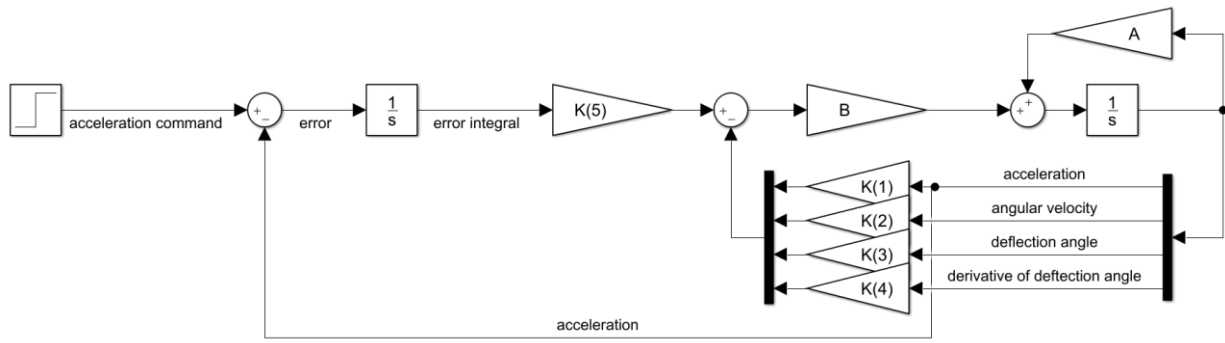 A
+
−
acceleration command
error
1
s
error integral
K(5)
+
−
B
+
+
1
s
K(1)
acceleration
K(2)
angular velocity
K(3)
deflection angle
K(4)
derivative of deftection angle
acceleration